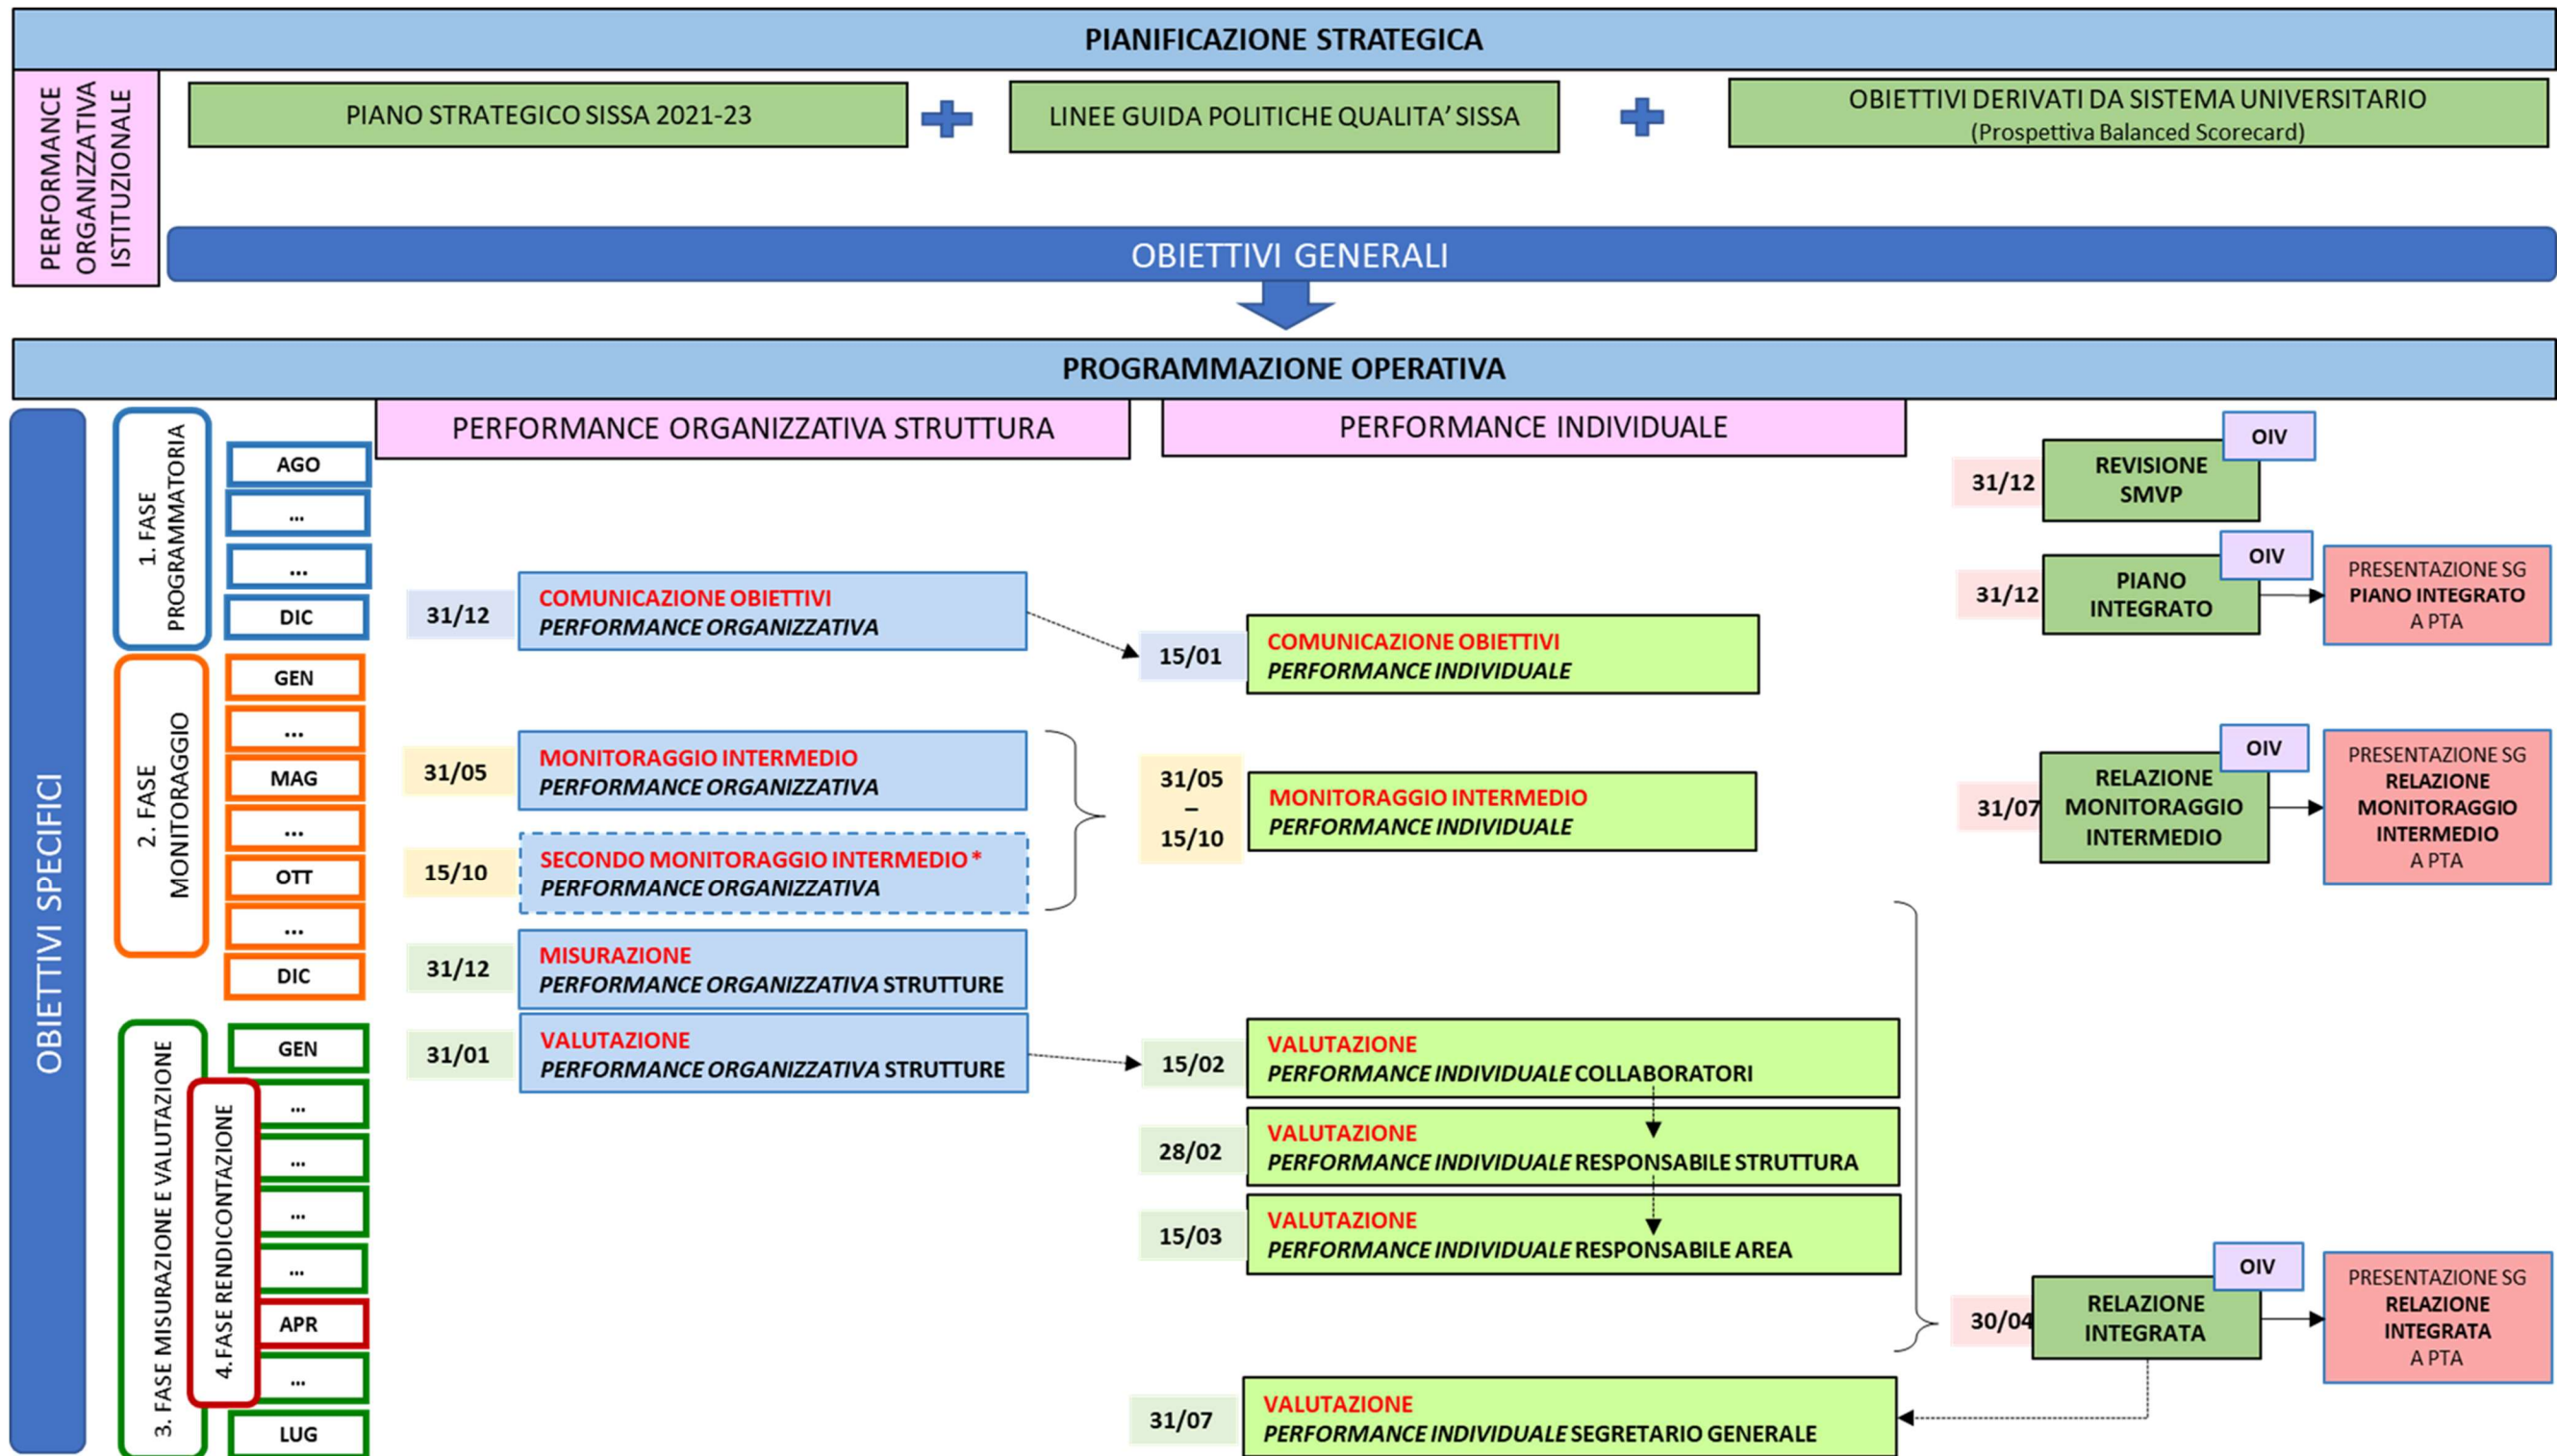 PIANIFICAZIONE STRATEGICA
PERFORMANCE
ORGANIZZATIVA
ISTITUZIONALE
PIANO STRATEGICO SISSA 2021-23
LINEE GUIDA POLITICHE QUALITA’ SISSA
OBIETTIVI DERIVATI DA SISTEMA UNIVERSITARIO
(Prospettiva Balanced Scorecard)
OBIETTIVI GENERALI
PROGRAMMAZIONE OPERATIVA
OBIETTIVI SPECIFICI
1. FASE
PROGRAMMATORIA
AGO
...
...
DIC
2. FASE
MONITORAGGIO
GEN
...
MAG
...
OTT
...
DIC
3. FASE MISURAZIONE E VALUTAZIONE
4.FASE RENDICONTAZIONE
GEN
...
...
...
...
APR
...
LUG
PERFORMANCE ORGANIZZATIVA STRUTTURA
31/12
COMUNICAZIONE OBIETTIVI
PERFORMANCE ORGANIZZATIVA
31/05
MONITORAGGIO INTERMEDIO
PERFORMANCE ORGANIZZATIVA
15/10
SECONDO MONITORAGGIO INTERMEDIO *
PERFORMANCE ORGANIZZATIVA
31/12
MISURAZIONE
PERFORMANCE ORGANIZZATIVA STRUTTURE
31/01
VALUTAZIONE
PERFORMANCE ORGANIZZATIVA STRUTTURE
PERFORMANCE INDIVIDUALE
15/01
COMUNICAZIONE OBIETTIVI
PERFORMANCE INDIVIDUALE
31/05
–
15/10
MONITORAGGIO INTERMEDIO
PERFORMANCE INDIVIDUALE
15/02
VALUTAZIONE
PERFORMANCE INDIVIDUALE COLLABORATORI
28/02
VALUTAZIONE
PERFORMANCE INDIVIDUALE RESPONSABILE STRUTTURA
15/03
VALUTAZIONE
PERFORMANCE INDIVIDUALE RESPONSABILE AREA
31/07
VALUTAZIONE
PERFORMANCE INDIVIDUALE SEGRETARIO GENERALE
OIV
31/12
REVISIONE
SMVP
OIV
31/12
PIANO
INTEGRATO
PRESENTAZIONE SG
PIANO INTEGRATO
A PTA
OIV
31/07
RELAZIONE
MONITORAGGIO
INTERMEDIO
PRESENTAZIONE SG
RELAZIONE
MONITORAGGIO
INTERMEDIO
A PTA
OIV
30/04
RELAZIONE
INTEGRATA
PRESENTAZIONE SG
RELAZIONE
INTEGRATA
A PTA